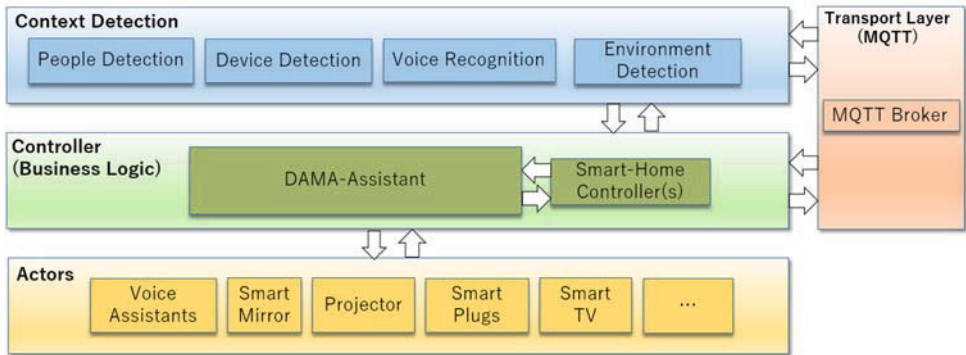 Context Detection
People Detection
Device Detection
Voice Recognition
Environment
Detection
Transport Layer
(MQTT)
MQTT Broker
Controller
(Business Logic)
DAMA-Assistant
Smart-Home
Controller(s)
Actors
Voice
Assistants
Smart
Mirror
Projector
Smart
Plugs
Smart
TV
...